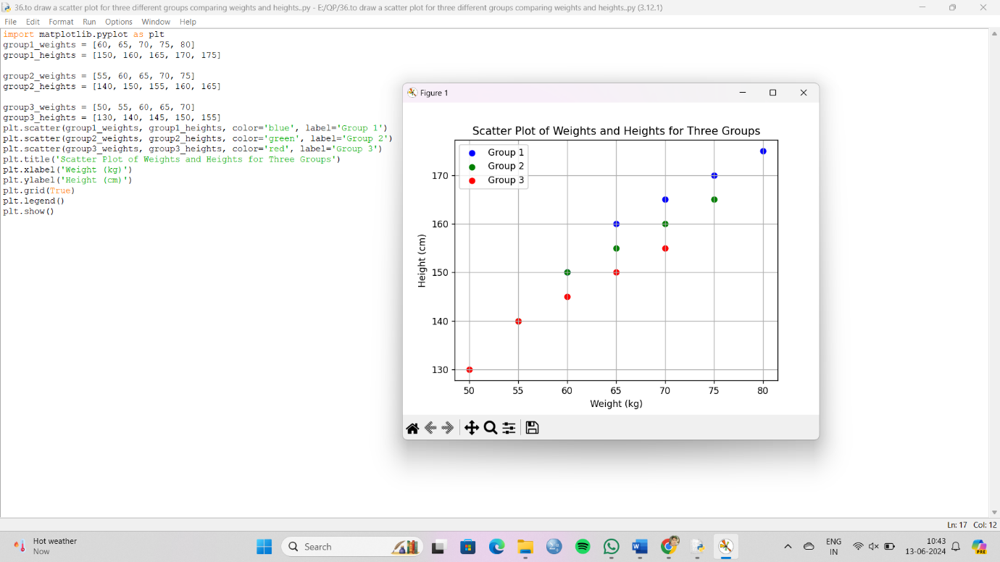 36.to draw a scatter plot for three different groups comparing weights and heights..py - E:/QP/36.to draw a scatter plot for three different groups comparing weights and heights..py (3.12.1)
File Edit Format Run Options Window Help
import matplotlib.pyplot as plt
group1_weights = [60, 65, 70, 75, 80]
group1_heights = [150, 160, 165, 170, 175]
group2_weights = [55, 60, 65, 70, 75]
group2_heights = [140, 150, 155, 160, 165]
group3_weights = [50, 55, 60, 65, 70]
group3_heights = [130, 140, 145, 150, 155]
plt.scatter(group1_weights, group1_heights, color='blue', label='Group 1')
plt.scatter(group2_weights, group2_heights, color='green', label='Group 2')
plt.scatter(group3_weights, group3_heights, color='red', label='Group 3')
plt.title('Scatter Plot of Weights and Heights for Three Groups')
plt.xlabel('Weight (kg)')
plt.ylabel('Height (cm)')
plt.grid(True)
plt.legend()
plt.show()
Figure 1
Scatter Plot of Weights and Heights for Three Groups
Group 1
Group 2
Group 3
170
160
150
140
130
Height (cm)
50 55 60 65 70 75 80
Weight (kg)
Ln: 17 Col: 12
Hot weather
Now
Search
W
ENG
IN
10:43
13-06-2024
PRE